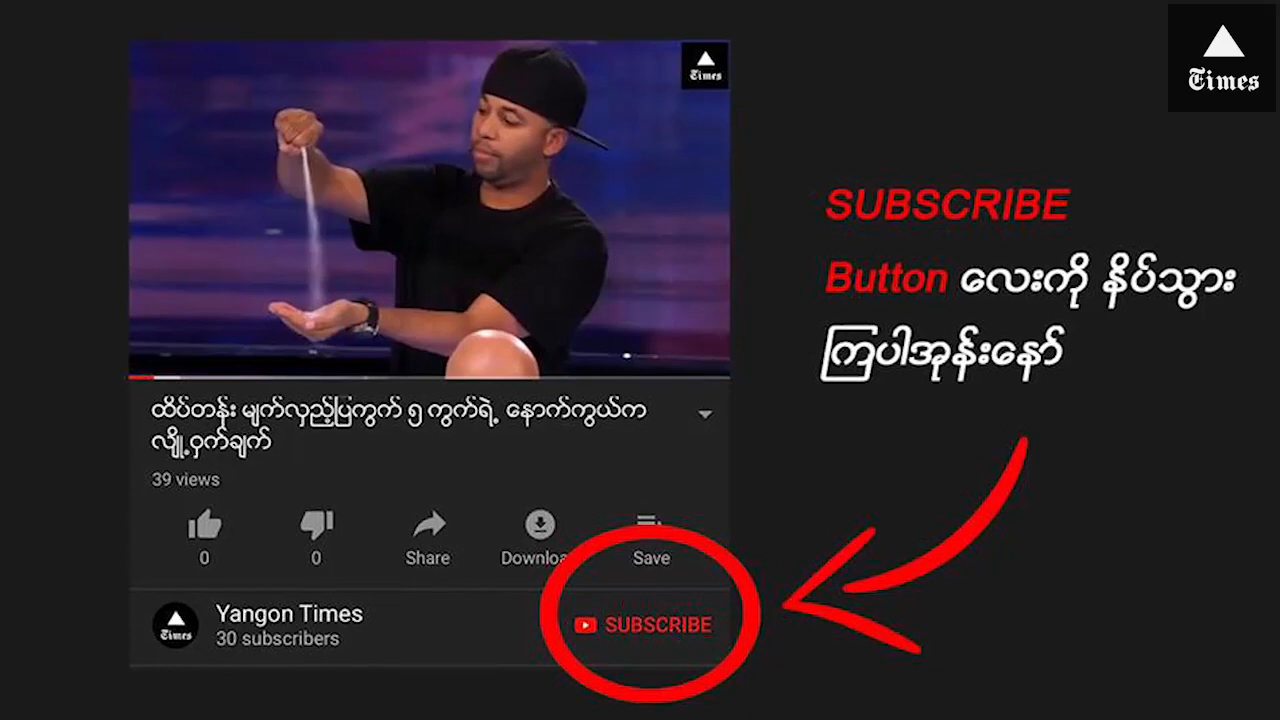 Times
Times
SUBSCRIBE
Button လေးကို နှိပ်သွား
ကြပါအုန်းနော်
ထိပ်တန်း မျက်လှည့်ပြကွက် ၅ ကွက်ရဲ့ နောက်ကွယ်က
လျှို့ဝှက်ချက်
39 views
0
0
Share
Downloa
Save
Yangon Times
30 subscribers
Times
SUBSCRIBE